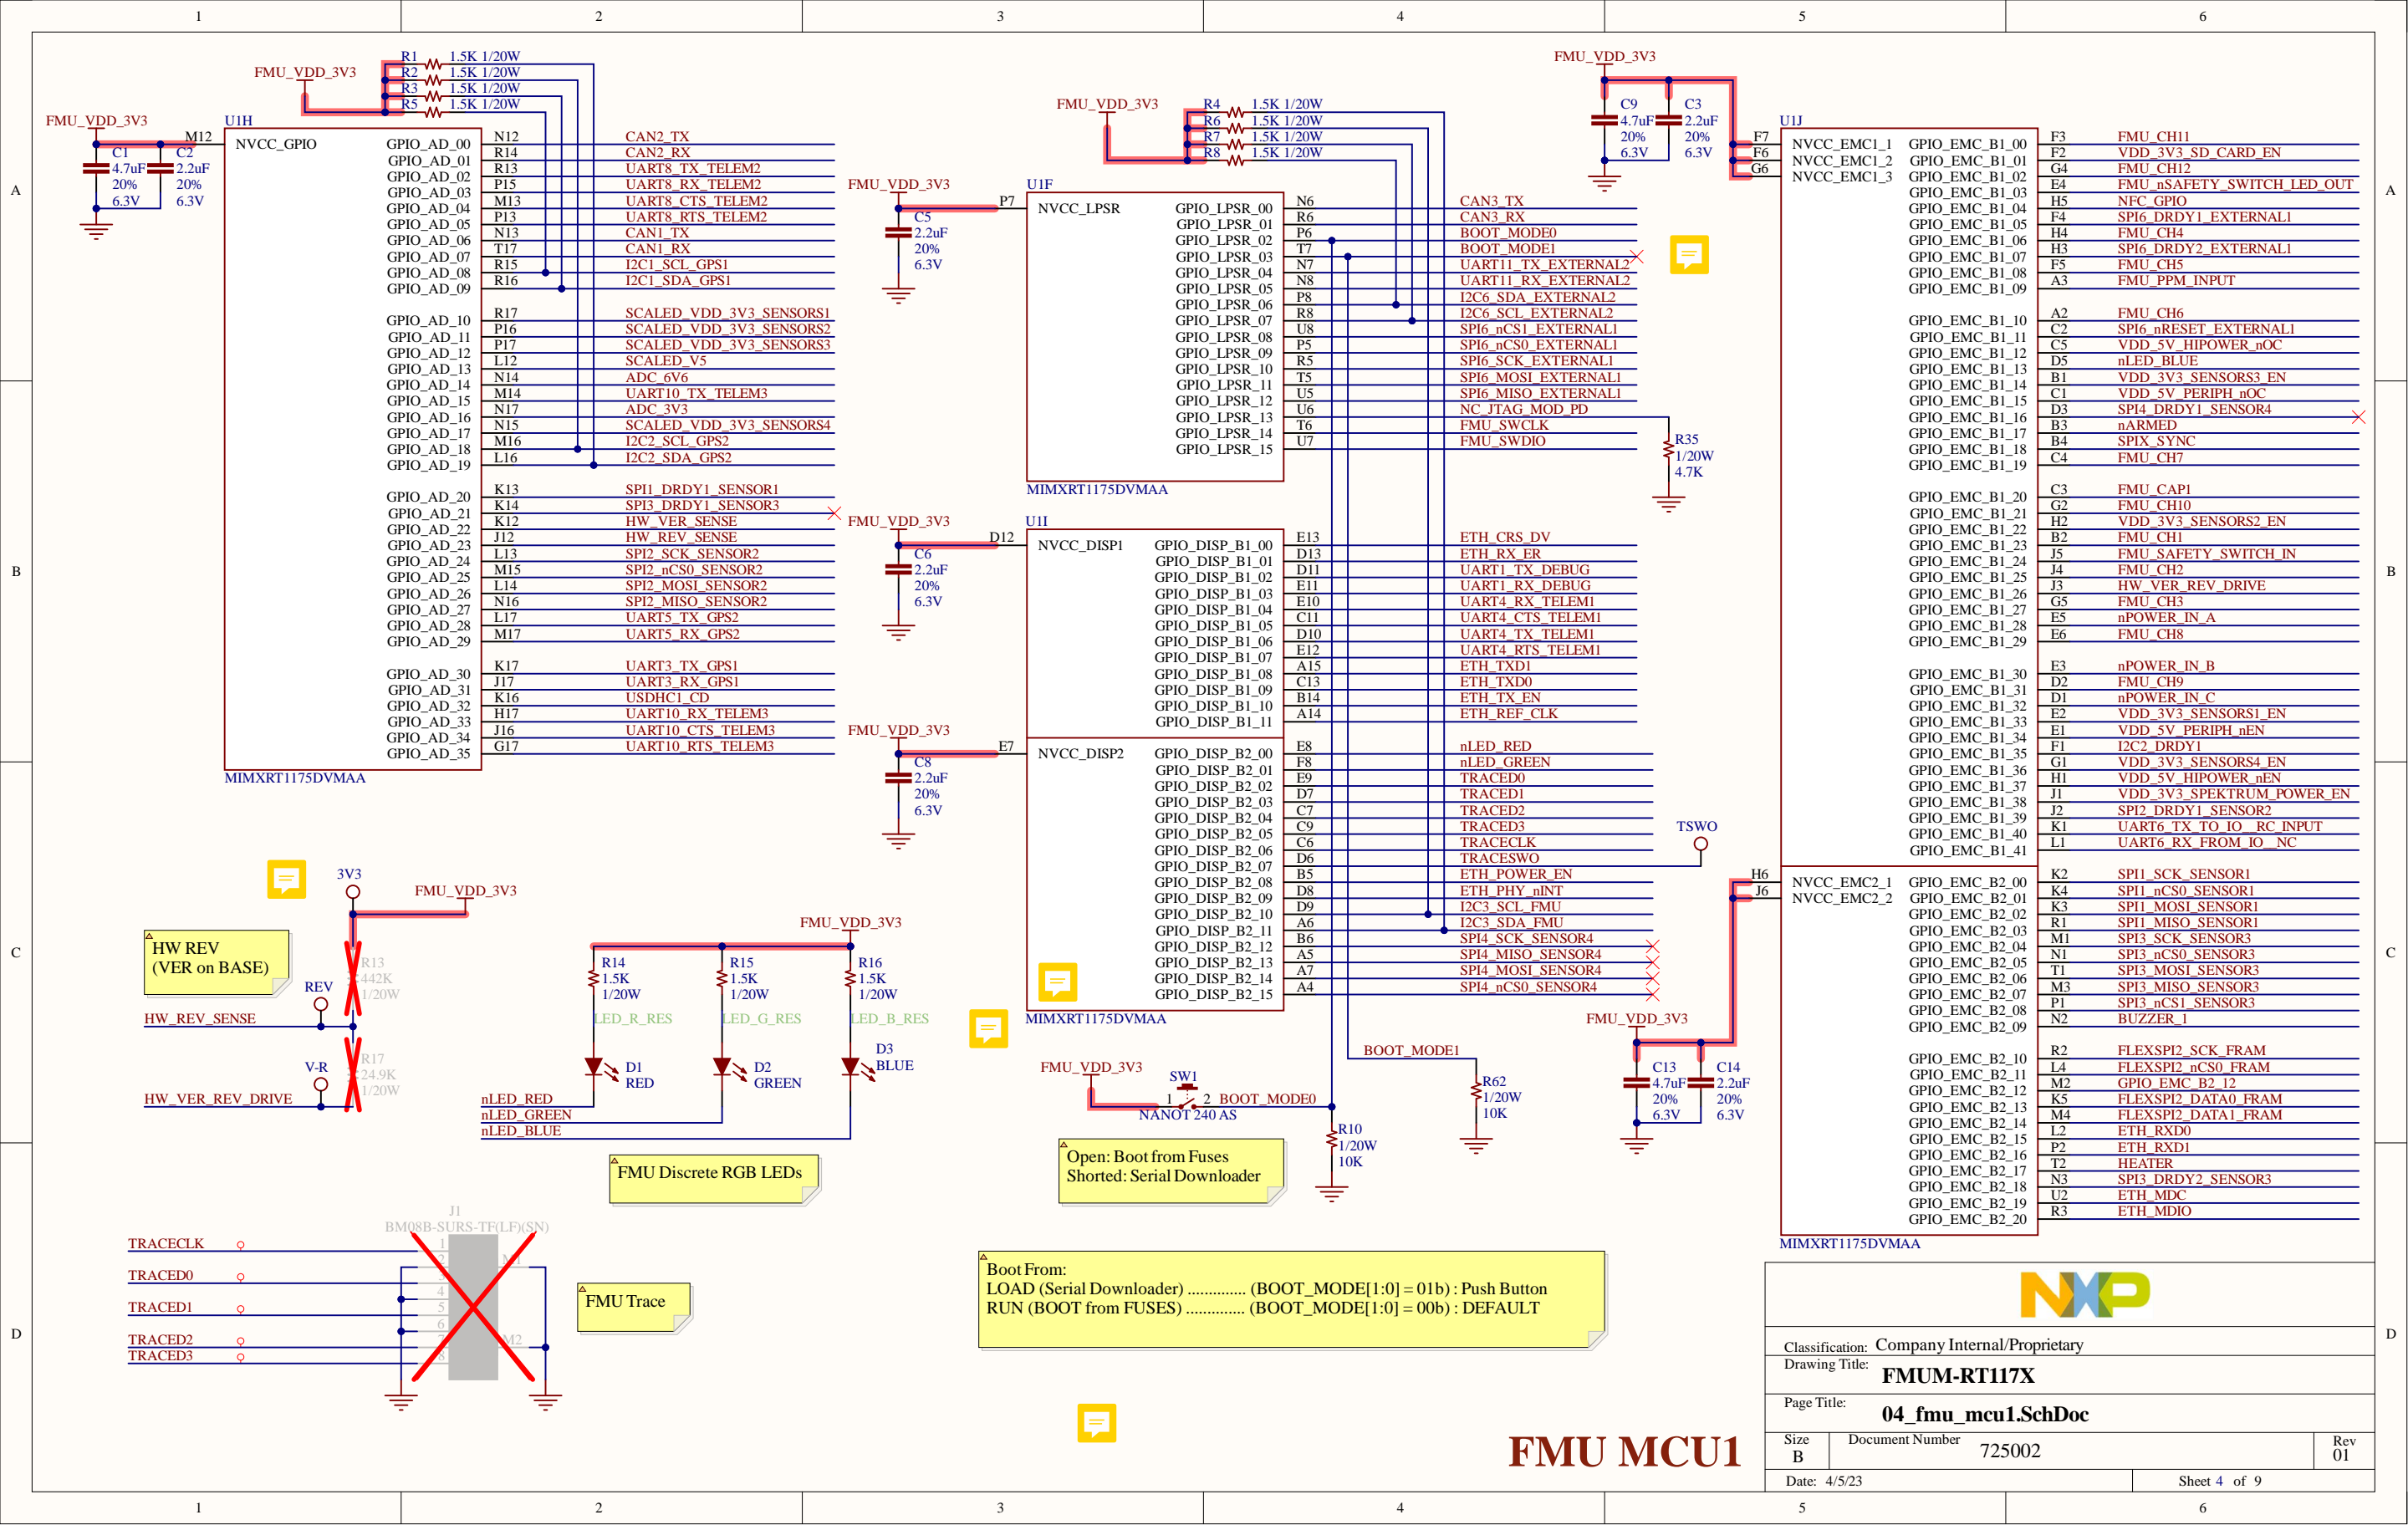 1 2 3 4 5 6
A
B
C
D
FMU_VDD_3V3
R1 1.5K 1/20W
R2 1.5K 1/20W
R3 1.5K 1/20W
R5 1.5K 1/20W
FMU_VDD_3V3
C1
4.7uF
20%
6.3V
C2
2.2uF
20%
6.3V
U1H
M12 NVCC_GPIO
GPIO_AD_00 N12 CAN2_TX
GPIO_AD_01 R14 CAN2_RX
GPIO_AD_02 R13 UART8_TX_TELEM2
GPIO_AD_03 P15 UART8_RX_TELEM2
GPIO_AD_04 M13 UART8_CTS_TELEM2
GPIO_AD_05 P13 UART8_RTS_TELEM2
GPIO_AD_06 N13 CAN1_TX
GPIO_AD_07 T17 CAN1_RX
GPIO_AD_08 R15 I2C1_SCL_GPS1
GPIO_AD_09 R16 I2C1_SDA_GPS1
GPIO_AD_10 R17 SCALED_VDD_3V3_SENSORS1
GPIO_AD_11 P16 SCALED_VDD_3V3_SENSORS2
GPIO_AD_12 P17 SCALED_VDD_3V3_SENSORS3
GPIO_AD_13 L12 SCALED_V5
GPIO_AD_14 N14 ADC_6V6
GPIO_AD_15 M14 UART10_TX_TELEM3
GPIO_AD_16 N17 ADC_3V3
GPIO_AD_17 N15 SCALED_VDD_3V3_SENSORS4
GPIO_AD_18 M16 I2C2_SCL_GPS2
GPIO_AD_19 L16 I2C2_SDA_GPS2
GPIO_AD_20 K13 SPI1_DRDY1_SENSOR1
GPIO_AD_21 K14 SPI3_DRDY1_SENSOR3
GPIO_AD_22 K12 HW_VER_SENSE
GPIO_AD_23 J12 HW_REV_SENSE
GPIO_AD_24 L13 SPI2_SCK_SENSOR2
GPIO_AD_25 M15 SPI2_nCS0_SENSOR2
GPIO_AD_26 L14 SPI2_MOSI_SENSOR2
GPIO_AD_27 N16 SPI2_MISO_SENSOR2
GPIO_AD_28 L17 UART5_TX_GPS2
GPIO_AD_29 M17 UART5_RX_GPS2
GPIO_AD_30 K17 UART3_TX_GPS1
GPIO_AD_31 J17 UART3_RX_GPS1
GPIO_AD_32 K16 USDHC1_CD
GPIO_AD_33 H17 UART10_RX_TELEM3
GPIO_AD_34 J16 UART10_CTS_TELEM3
GPIO_AD_35 G17 UART10_RTS_TELEM3
MIMXRT1175DVMAA
FMU_VDD_3V3
R4 1.5K 1/20W
R6 1.5K 1/20W
R7 1.5K 1/20W
R8 1.5K 1/20W
FMU_VDD_3V3
C5
2.2uF
20%
6.3V
U1F
P7 NVCC_LPSR
GPIO_LPSR_00 N6 CAN3_TX
GPIO_LPSR_01 R6 CAN3_RX
GPIO_LPSR_02 P6 BOOT_MODE0
GPIO_LPSR_03 T7 BOOT_MODE1
GPIO_LPSR_04 N7 UART11_TX_EXTERNAL2
GPIO_LPSR_05 N8 UART11_RX_EXTERNAL2
GPIO_LPSR_06 P8 I2C6_SDA_EXTERNAL2
GPIO_LPSR_07 R8 I2C6_SCL_EXTERNAL2
GPIO_LPSR_08 U8 SPI6_nCS1_EXTERNAL1
GPIO_LPSR_09 P5 SPI6_nCS0_EXTERNAL1
GPIO_LPSR_10 R5 SPI6_SCK_EXTERNAL1
GPIO_LPSR_11 T5 SPI6_MOSI_EXTERNAL1
GPIO_LPSR_12 U5 SPI6_MISO_EXTERNAL1
GPIO_LPSR_13 U6 NC_JTAG_MOD_PD
GPIO_LPSR_14 T6 FMU_SWCLK
GPIO_LPSR_15 U7 FMU_SWDIO
MIMXRT1175DVMAA
R35
1/20W
4.7K
FMU_VDD_3V3
C6
2.2uF
20%
6.3V
U1I
D12 NVCC_DISP1
GPIO_DISP_B1_00 E13 ETH_CRS_DV
GPIO_DISP_B1_01 D13 ETH_RX_ER
GPIO_DISP_B1_02 D11 UART1_TX_DEBUG
GPIO_DISP_B1_03 E11 UART1_RX_DEBUG
GPIO_DISP_B1_04 E10 UART4_RX_TELEM1
GPIO_DISP_B1_05 C11 UART4_CTS_TELEM1
GPIO_DISP_B1_06 D10 UART4_TX_TELEM1
GPIO_DISP_B1_07 E12 UART4_RTS_TELEM1
GPIO_DISP_B1_08 A15 ETH_TXD1
GPIO_DISP_B1_09 C13 ETH_TXD0
GPIO_DISP_B1_10 B14 ETH_TX_EN
GPIO_DISP_B1_11 A14 ETH_REF_CLK
FMU_VDD_3V3
C8
2.2uF
20%
6.3V
E7 NVCC_DISP2
GPIO_DISP_B2_00 E8 nLED_RED
GPIO_DISP_B2_01 F8 nLED_GREEN
GPIO_DISP_B2_02 E9 TRACED0
GPIO_DISP_B2_03 D7 TRACED1
GPIO_DISP_B2_04 C7 TRACED2
GPIO_DISP_B2_05 C9 TRACED3
GPIO_DISP_B2_06 C6 TRACECLK
GPIO_DISP_B2_07 D6 TRACESWO
GPIO_DISP_B2_08 B5 ETH_POWER_EN
GPIO_DISP_B2_09 D8 ETH_PHY_nINT
GPIO_DISP_B2_10 D9 I2C3_SCL_FMU
GPIO_DISP_B2_11 A6 I2C3_SDA_FMU
GPIO_DISP_B2_12 B6 SPI4_SCK_SENSOR4
GPIO_DISP_B2_13 A5 SPI4_MISO_SENSOR4
GPIO_DISP_B2_14 A7 SPI4_MOSI_SENSOR4
GPIO_DISP_B2_15 A4 SPI4_nCS0_SENSOR4
MIMXRT1175DVMAA
TSWO
FMU_VDD_3V3
C9
4.7uF
20%
6.3V
C3
2.2uF
20%
6.3V
U1J
F7 NVCC_EMC1_1
F6 NVCC_EMC1_2
G6 NVCC_EMC1_3
GPIO_EMC_B1_00 F3 FMU_CH11
GPIO_EMC_B1_01 F2 VDD_3V3_SD_CARD_EN
GPIO_EMC_B1_02 G4 FMU_CH12
GPIO_EMC_B1_03 E4 FMU_nSAFETY_SWITCH_LED_OUT
GPIO_EMC_B1_04 H5 NFC_GPIO
GPIO_EMC_B1_05 F4 SPI6_DRDY1_EXTERNAL1
GPIO_EMC_B1_06 H4 FMU_CH4
GPIO_EMC_B1_07 H3 SPI6_DRDY2_EXTERNAL1
GPIO_EMC_B1_08 F5 FMU_CH5
GPIO_EMC_B1_09 A3 FMU_PPM_INPUT
GPIO_EMC_B1_10 A2 FMU_CH6
GPIO_EMC_B1_11 C2 SPI6_nRESET_EXTERNAL1
GPIO_EMC_B1_12 C5 VDD_5V_HIPOWER_nOC
GPIO_EMC_B1_13 D5 nLED_BLUE
GPIO_EMC_B1_14 B1 VDD_3V3_SENSORS3_EN
GPIO_EMC_B1_15 C1 VDD_5V_PERIPH_nOC
GPIO_EMC_B1_16 D3 SPI4_DRDY1_SENSOR4
GPIO_EMC_B1_17 B3 nARMED
GPIO_EMC_B1_18 B4 SPIX_SYNC
GPIO_EMC_B1_19 C4 FMU_CH7
GPIO_EMC_B1_20 C3 FMU_CAP1
GPIO_EMC_B1_21 G2 FMU_CH10
GPIO_EMC_B1_22 H2 VDD_3V3_SENSORS2_EN
GPIO_EMC_B1_23 B2 FMU_CH1
GPIO_EMC_B1_24 J5 FMU_SAFETY_SWITCH_IN
GPIO_EMC_B1_25 J4 FMU_CH2
GPIO_EMC_B1_26 J3 HW_VER_REV_DRIVE
GPIO_EMC_B1_27 G5 FMU_CH3
GPIO_EMC_B1_28 E5 nPOWER_IN_A
GPIO_EMC_B1_29 E6 FMU_CH8
GPIO_EMC_B1_30 E3 nPOWER_IN_B
GPIO_EMC_B1_31 D2 FMU_CH9
GPIO_EMC_B1_32 D1 nPOWER_IN_C
GPIO_EMC_B1_33 E2 VDD_3V3_SENSORS1_EN
GPIO_EMC_B1_34 E1 VDD_5V_PERIPH_nEN
GPIO_EMC_B1_35 F1 I2C2_DRDY1
GPIO_EMC_B1_36 G1 VDD_3V3_SENSORS4_EN
GPIO_EMC_B1_37 H1 VDD_5V_HIPOWER_nEN
GPIO_EMC_B1_38 J1 VDD_3V3_SPEKTRUM_POWER_EN
GPIO_EMC_B1_39 J2 SPI2_DRDY1_SENSOR2
GPIO_EMC_B1_40 K1 UART6_TX_TO_IO__RC_INPUT
GPIO_EMC_B1_41 L1 UART6_RX_FROM_IO__NC
H6 NVCC_EMC2_1
J6 NVCC_EMC2_2
GPIO_EMC_B2_00 K2 SPI1_SCK_SENSOR1
GPIO_EMC_B2_01 K4 SPI1_nCS0_SENSOR1
GPIO_EMC_B2_02 K3 SPI1_MOSI_SENSOR1
GPIO_EMC_B2_03 R1 SPI1_MISO_SENSOR1
GPIO_EMC_B2_04 M1 SPI3_SCK_SENSOR3
GPIO_EMC_B2_05 N1 SPI3_nCS0_SENSOR3
GPIO_EMC_B2_06 T1 SPI3_MOSI_SENSOR3
GPIO_EMC_B2_07 M3 SPI3_MISO_SENSOR3
GPIO_EMC_B2_08 P1 SPI3_nCS1_SENSOR3
GPIO_EMC_B2_09 N2 BUZZER_1
GPIO_EMC_B2_10 R2 FLEXSPI2_SCK_FRAM
GPIO_EMC_B2_11 L4 FLEXSPI2_nCS0_FRAM
GPIO_EMC_B2_12 M2 GPIO_EMC_B2_12
GPIO_EMC_B2_13 K5 FLEXSPI2_DATA0_FRAM
GPIO_EMC_B2_14 M4 FLEXSPI2_DATA1_FRAM
GPIO_EMC_B2_15 L2 ETH_RXD0
GPIO_EMC_B2_16 P2 ETH_RXD1
GPIO_EMC_B2_17 T2 HEATER
GPIO_EMC_B2_18 N3 SPI3_DRDY2_SENSOR3
GPIO_EMC_B2_19 U2 ETH_MDC
GPIO_EMC_B2_20 R3 ETH_MDIO
MIMXRT1175DVMAA
FMU_VDD_3V3
C13
4.7uF
20%
6.3V
C14
2.2uF
20%
6.3V
3V3
FMU_VDD_3V3
HW REV
(VER on BASE)
R13
442K
1/20W
REV
HW_REV_SENSE
R17
24.9K
1/20W
V-R
HW_VER_REV_DRIVE
FMU_VDD_3V3
R14
1.5K
1/20W
R15
1.5K
1/20W
R16
1.5K
1/20W
LED_R_RES LED_G_RES LED_B_RES
D1
RED
D2
GREEN
D3
BLUE
nLED_RED
nLED_GREEN
nLED_BLUE
FMU Discrete RGB LEDs
FMU_VDD_3V3
SW1
1 2 BOOT_MODE0
NANOT 240 AS
BOOT_MODE1
R62
1/20W
10K
R10
1/20W
10K
Open: Boot from Fuses
Shorted: Serial Downloader
J1
BM08B-SURS-TF(LF)(SN)
TRACECLK 1
2 M1
TRACED0
4
TRACED1 5
6
TRACED2 7 M2
TRACED3 8
FMU Trace
Boot From:
LOAD (Serial Downloader) .............. (BOOT_MODE[1:0] = 01b) : Push Button
RUN (BOOT from FUSES) .............. (BOOT_MODE[1:0] = 00b) : DEFAULT
FMU MCU1
NXP
Classification: Company Internal/Proprietary
Drawing Title: FMUM-RT117X
Page Title: 04_fmu_mcu1.SchDoc
Size B
Document Number 725002
Rev 01
Date: 4/5/23
Sheet 4 of 9
A
B
C
D
1 2 3 4 5 6